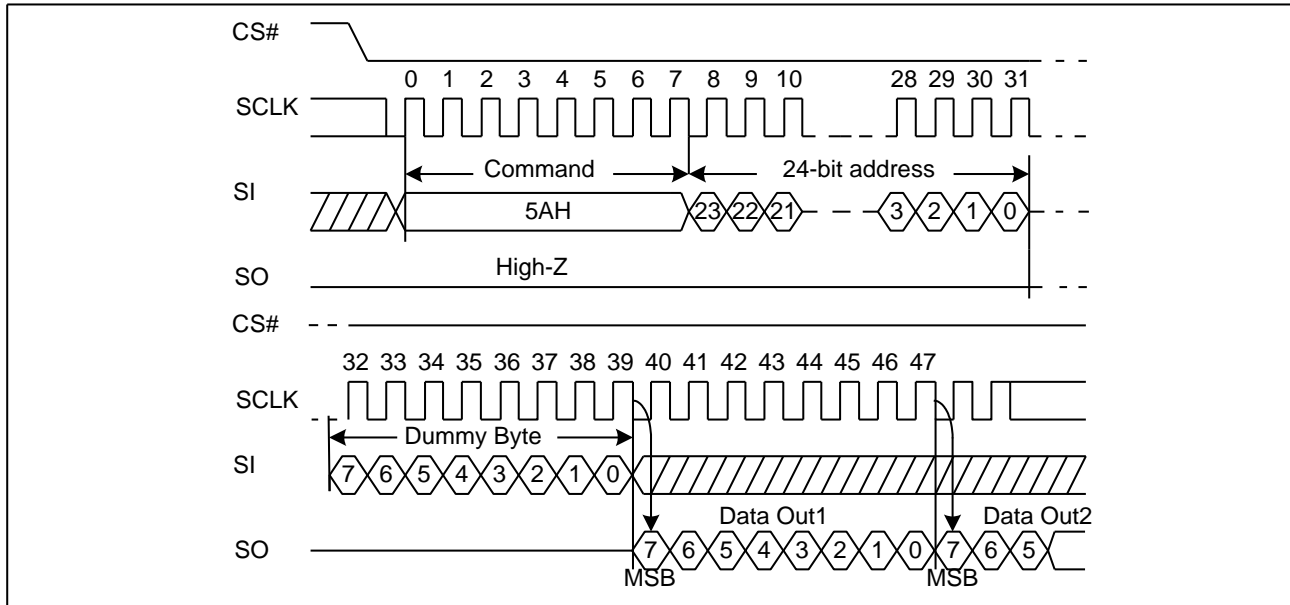 CS#
0 1 2 3 4 5 6 7 8 9 10 28 29 30 31
SCLK
Command 24-bit address
SI
5AH 23 22 21 3 2 1 0
High-Z
SO
CS#
32 33 34 35 36 37 38 39 40 41 42 43 44 45 46 47
SCLK
Dummy Byte
SI
7 6 5 4 3 2 1 0
Data Out1 Data Out2
SO
7 6 5 4 3 2 1 0 7 6 5
MSB MSB